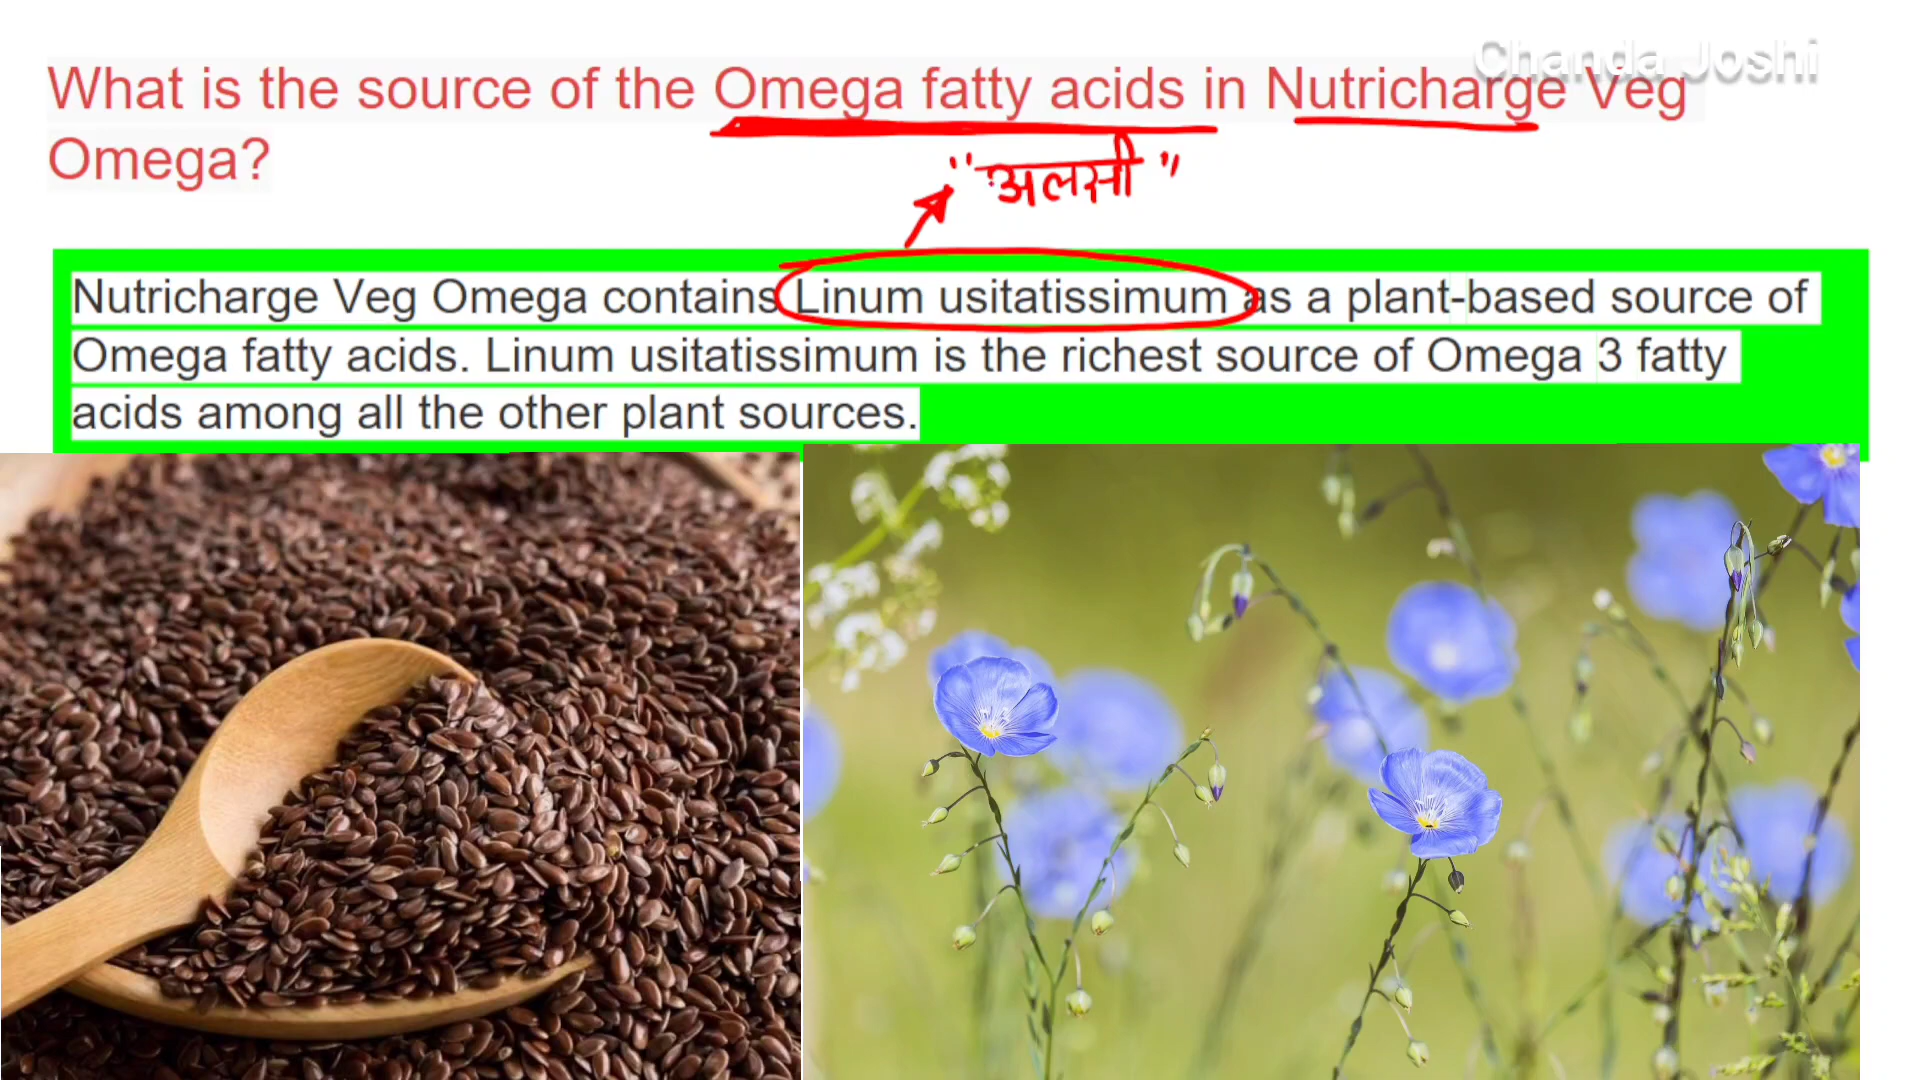 Chanda Joshi
What is the source of the Omega fatty acids in Nutricharge Veg
Omega?
"अलसी"
Nutricharge Veg Omega contains Linum usitatissimum as a plant-based source of
Omega fatty acids. Linum usitatissimum is the richest source of Omega 3 fatty
acids among all the other plant sources.